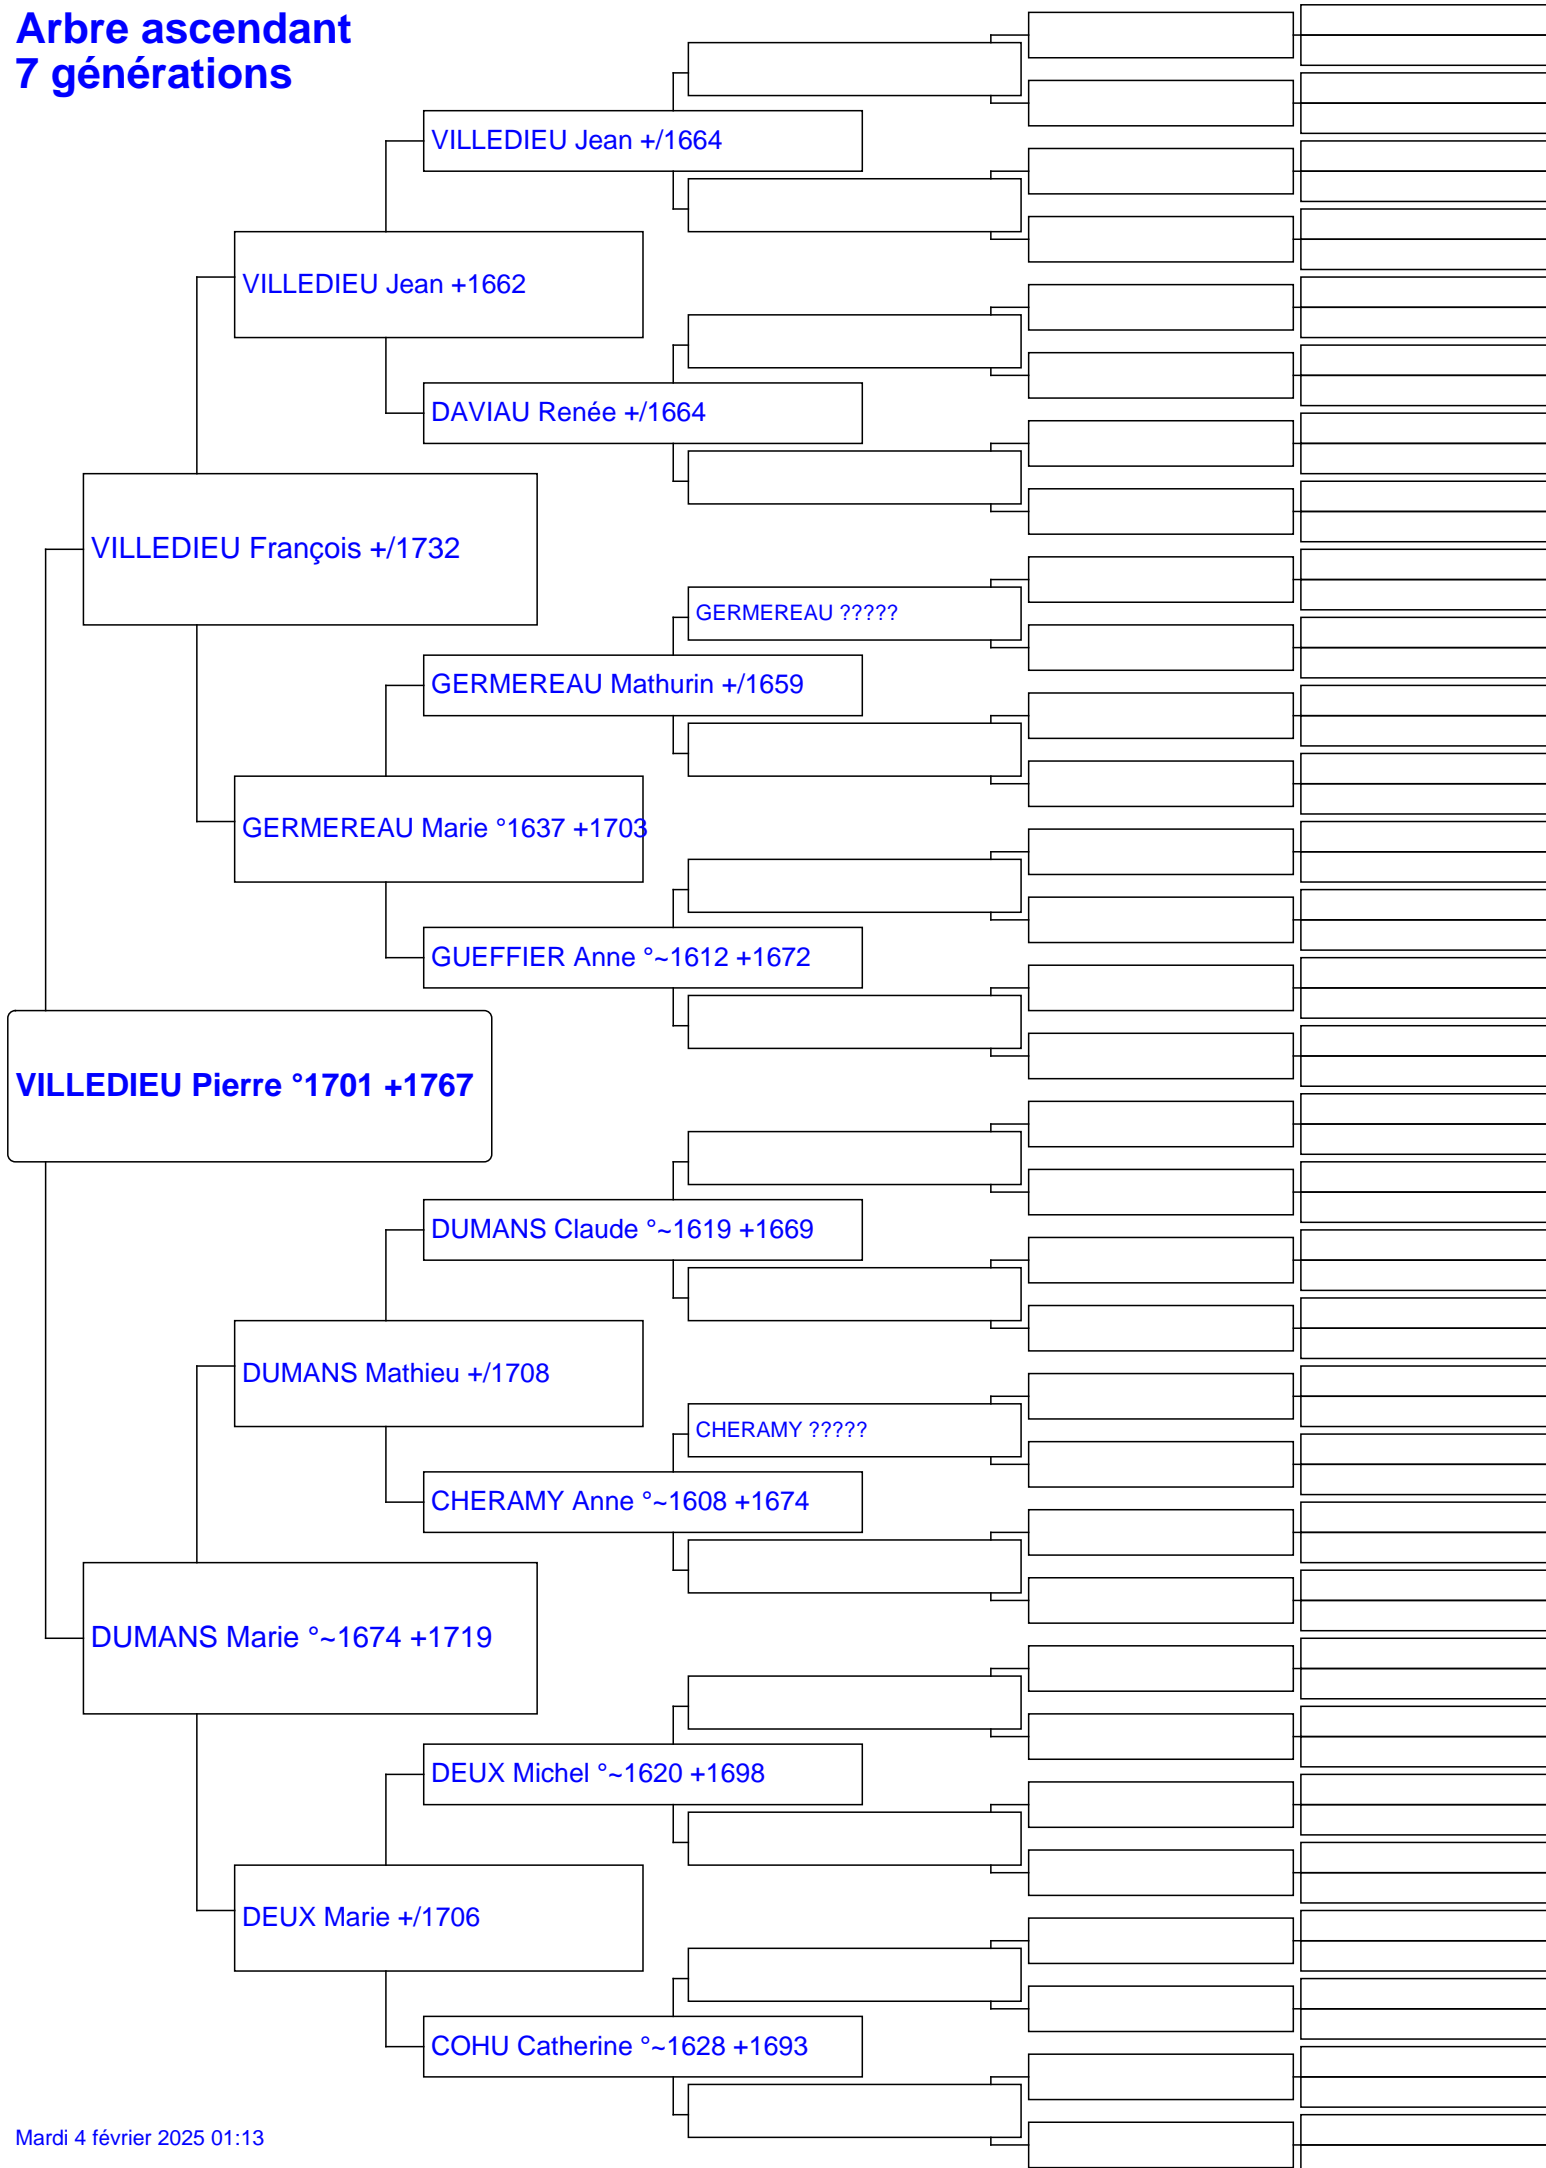 Arbre ascendant
7 générations
VILLEDIEU Jean +/1664
VILLEDIEU Jean +1662
DAVIAU Renée +/1664
VILLEDIEU François +/1732
GERMEREAU ?????
GERMEREAU Mathurin +/1659
GERMEREAU Marie °1637 +1703
GUEFFIER Anne °~1612 +1672
VILLEDIEU Pierre °1701 +1767
DUMANS Claude °~1619 +1669
DUMANS Mathieu +/1708
CHERAMY ?????
CHERAMY Anne °~1608 +1674
DUMANS Marie °~1674 +1719
DEUX Michel °~1620 +1698
DEUX Marie +/1706
COHU Catherine °~1628 +1693
Mardi 4 février 2025 01:13